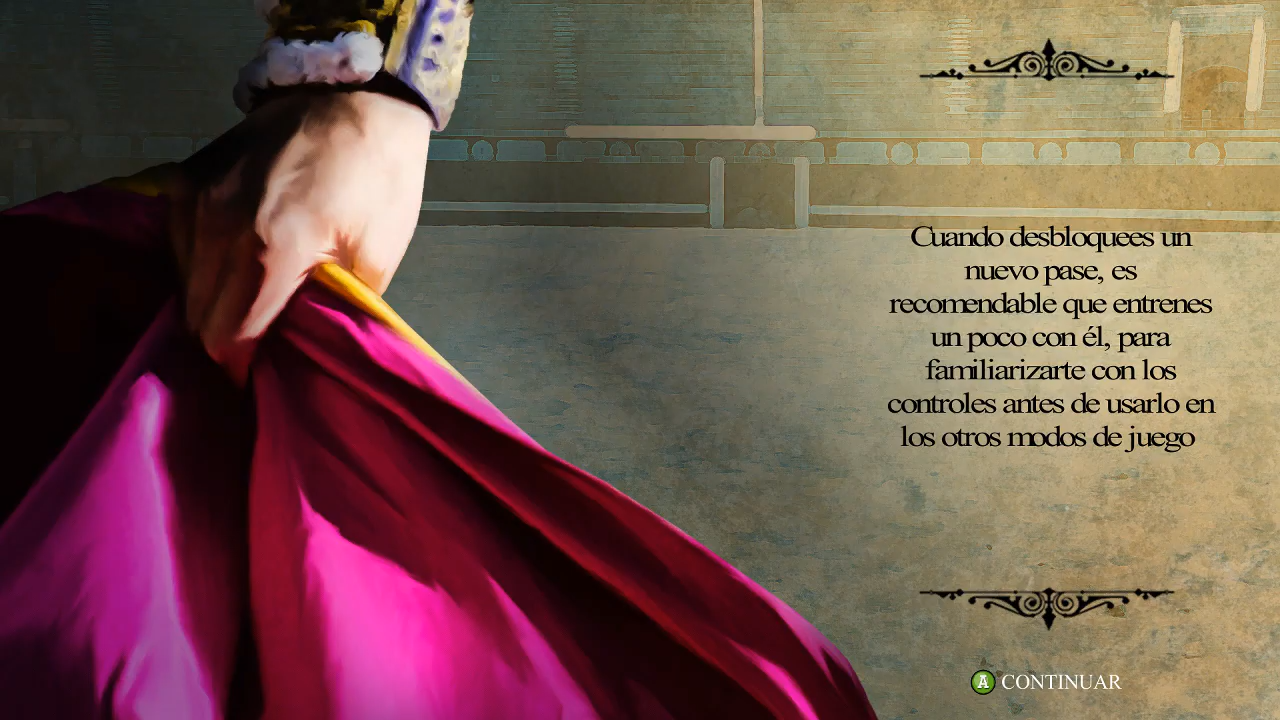 Cuando desbloquees un
nuevo pase, es
recomendable que entrenes
un poco con él, para
familiarizarte con los
controles antes de usarlo en
los otros modos de juego
A CONTINUAR